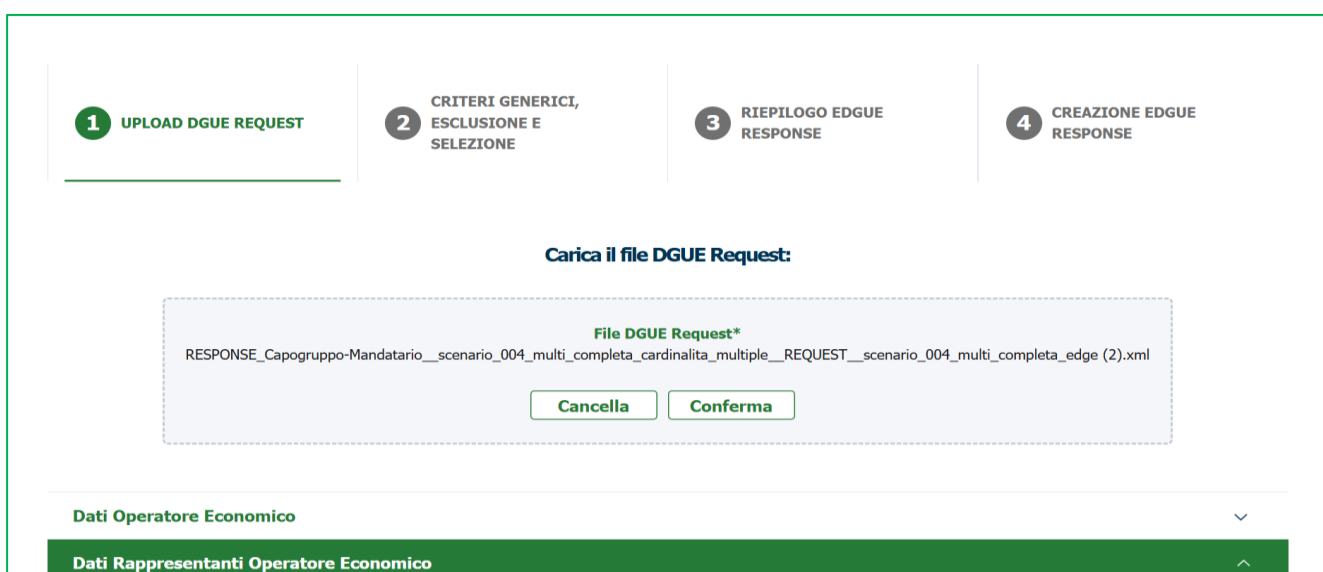 1 UPLOAD DGUE REQUEST
2 CRITERI GENERICI,
ESCLUSIONE E
SELEZIONE
3 RIEPILOGO EDGUE
RESPONSE
4 CREAZIONE EDGUE
RESPONSE
Carica il file DGUE Request:
File DGUE Request*
RESPONSE_Capogruppo-Mandatario__scenario_004_multi_completa_cardinalita_multiple__REQUEST__scenario_004_multi_completa_edge (2).xml
Cancella Conferma
Dati Operatore Economico
Dati Rappresentanti Operatore Economico